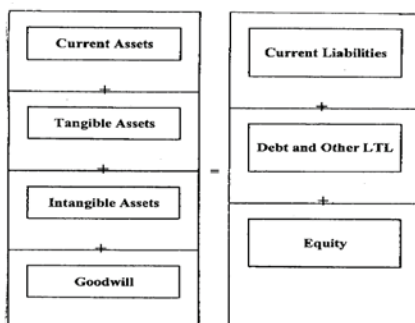 Current Assets
+
Tangible Assets
+
Intangible Assets
+
Goodwill
=
Current Liabilities
+
Debt and Other LTL
+
Equity